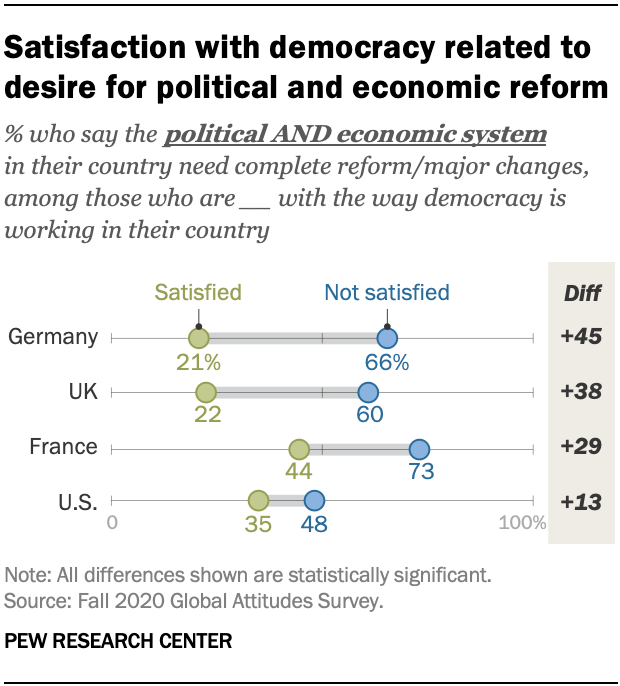 Satisfaction with democracy related to
desire for political and economic reform
% who say the political AND economic system
in their country need complete reform/major changes,
among those who are __ with the way democracy is
working in their country
Satisfied Not satisfied Diff
Germany 21% 66% +45
UK 22 60 +38
France 44 73 +29
U.S. 35 48 +13
0 100%
Note: All differences shown are statistically significant.
Source: Fall 2020 Global Attitudes Survey.
PEW RESEARCH CENTER